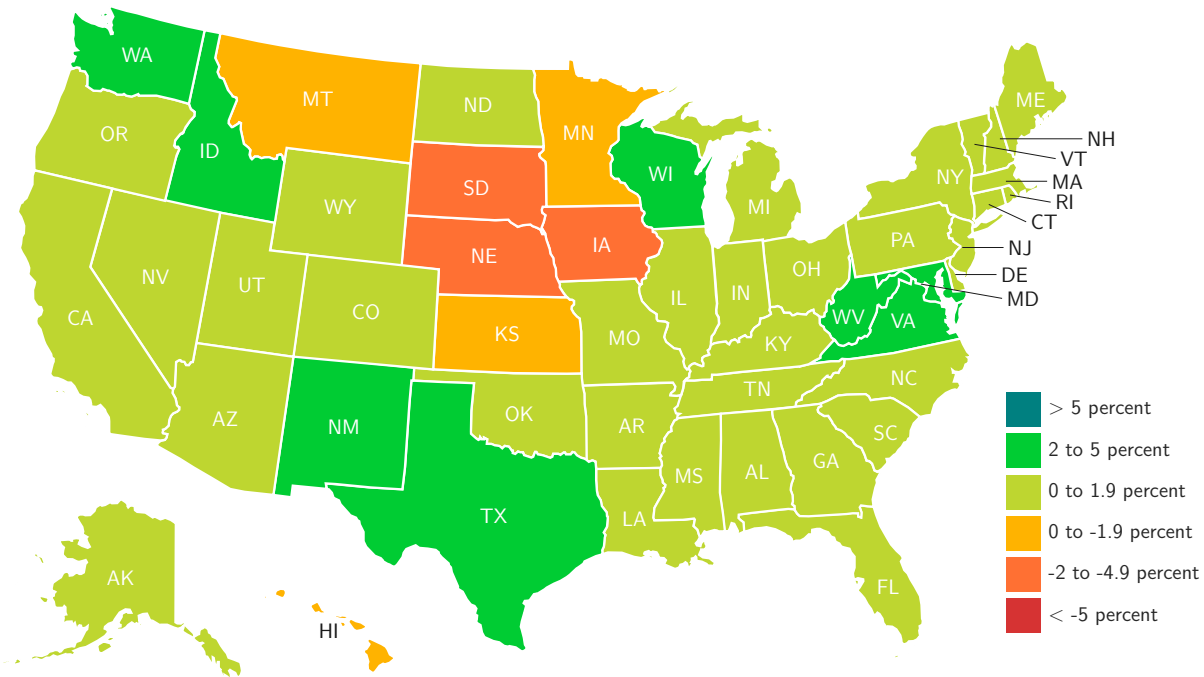 WA
MT
ND
MN
ME
OR
ID
SD
WI
NH
VT
NY
MA
RI
CT
WY
MI
NV
UT
NE
IA
PA
NJ
OH
DE
MD
CA
CO
IL
IN
WV
VA
KS
MO
KY
AZ
NM
OK
TN
NC
AR
SC
GA
MS
AL
TX
LA
FL
AK
HI
> 5 percent
2 to 5 percent
0 to 1.9 percent
0 to -1.9 percent
-2 to -4.9 percent
< -5 percent